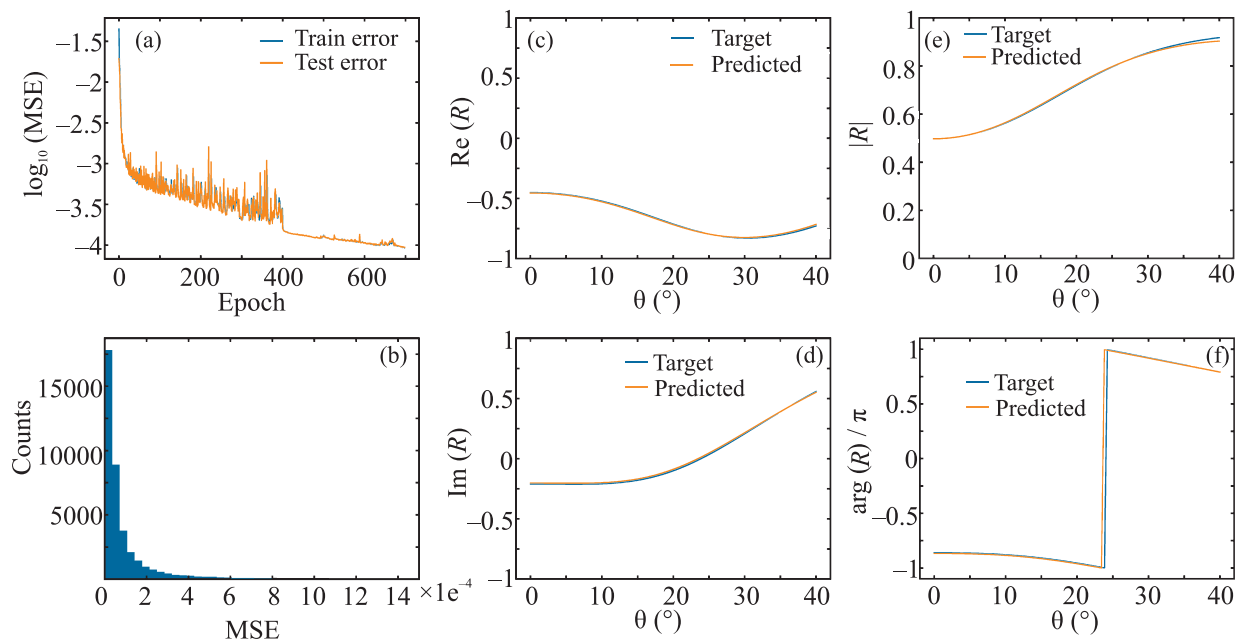 (a)
Train error
Test error
−1.5
−2
−2.5
−3
−3.5
−4
log₁₀ (MSE)
0
200
400
600
Epoch
(c)
Target
Predicted
1
0.5
0
−0.5
−1
Re (R)
0
10
20
30
40
θ (°)
(e)
Target
Predicted
1
0.8
0.6
0.4
0.2
0
|R|
0
10
20
30
40
θ (°)
(b)
15000
10000
5000
Counts
0
2
4
6
8
10
12
14
×1e⁻⁴
MSE
(d)
Target
Predicted
1
0.5
0
−0.5
−1
Im (R)
0
10
20
30
40
θ (°)
(f)
Target
Predicted
1
0.5
0
−0.5
−1
arg (R) / π
0
10
20
30
40
θ (°)